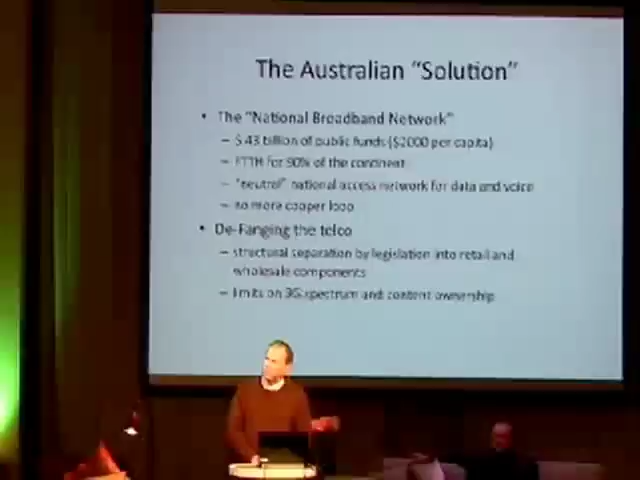 The Australian “Solution”
• The “National Broadband Network”
– $ 43 billion of public funds ($2000 per capita)
– FTTH for 90% of the continent
– “neutral” national access network for data and voice
– no more copper loop
• De-Fanging the telco
– structural separation by legislation into retail and
wholesale components
– limits on 3G spectrum and content ownership